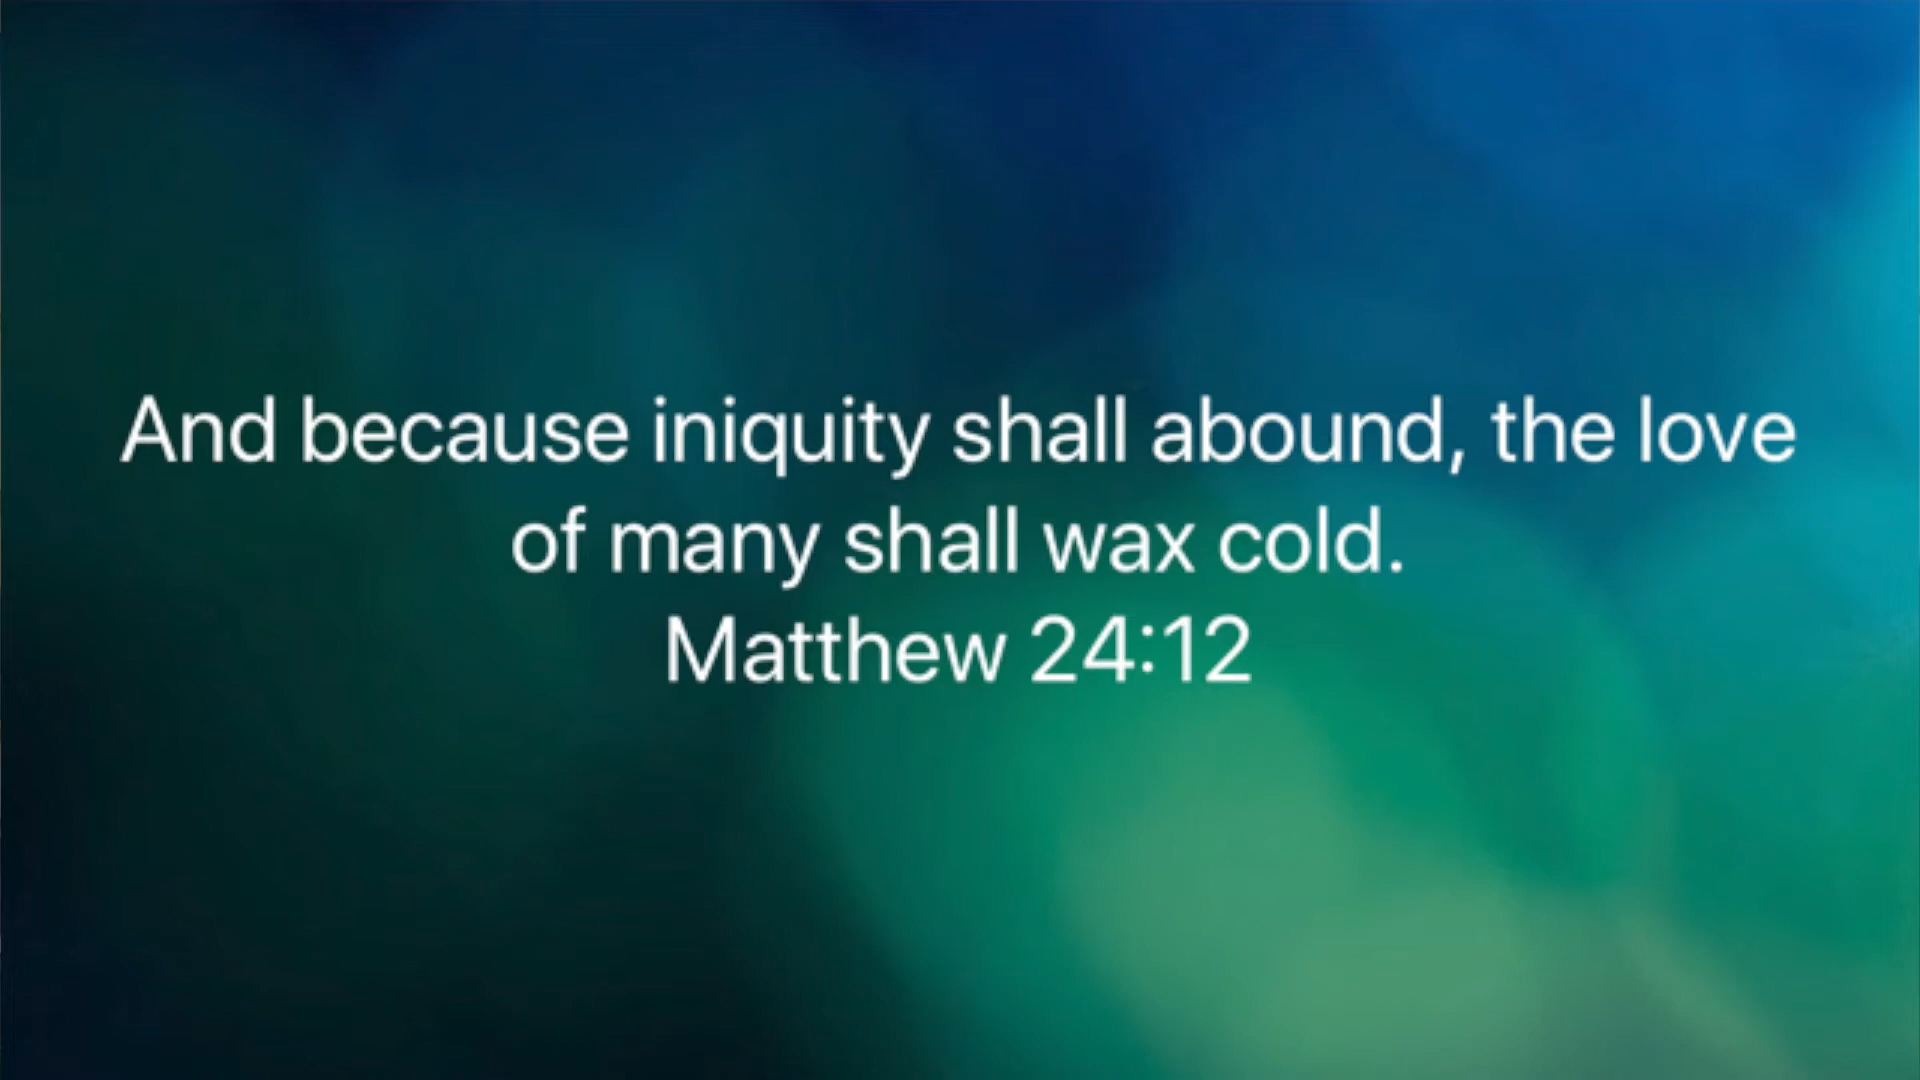 And because iniquity shall abound, the love
of many shall wax cold.
Matthew 24:12